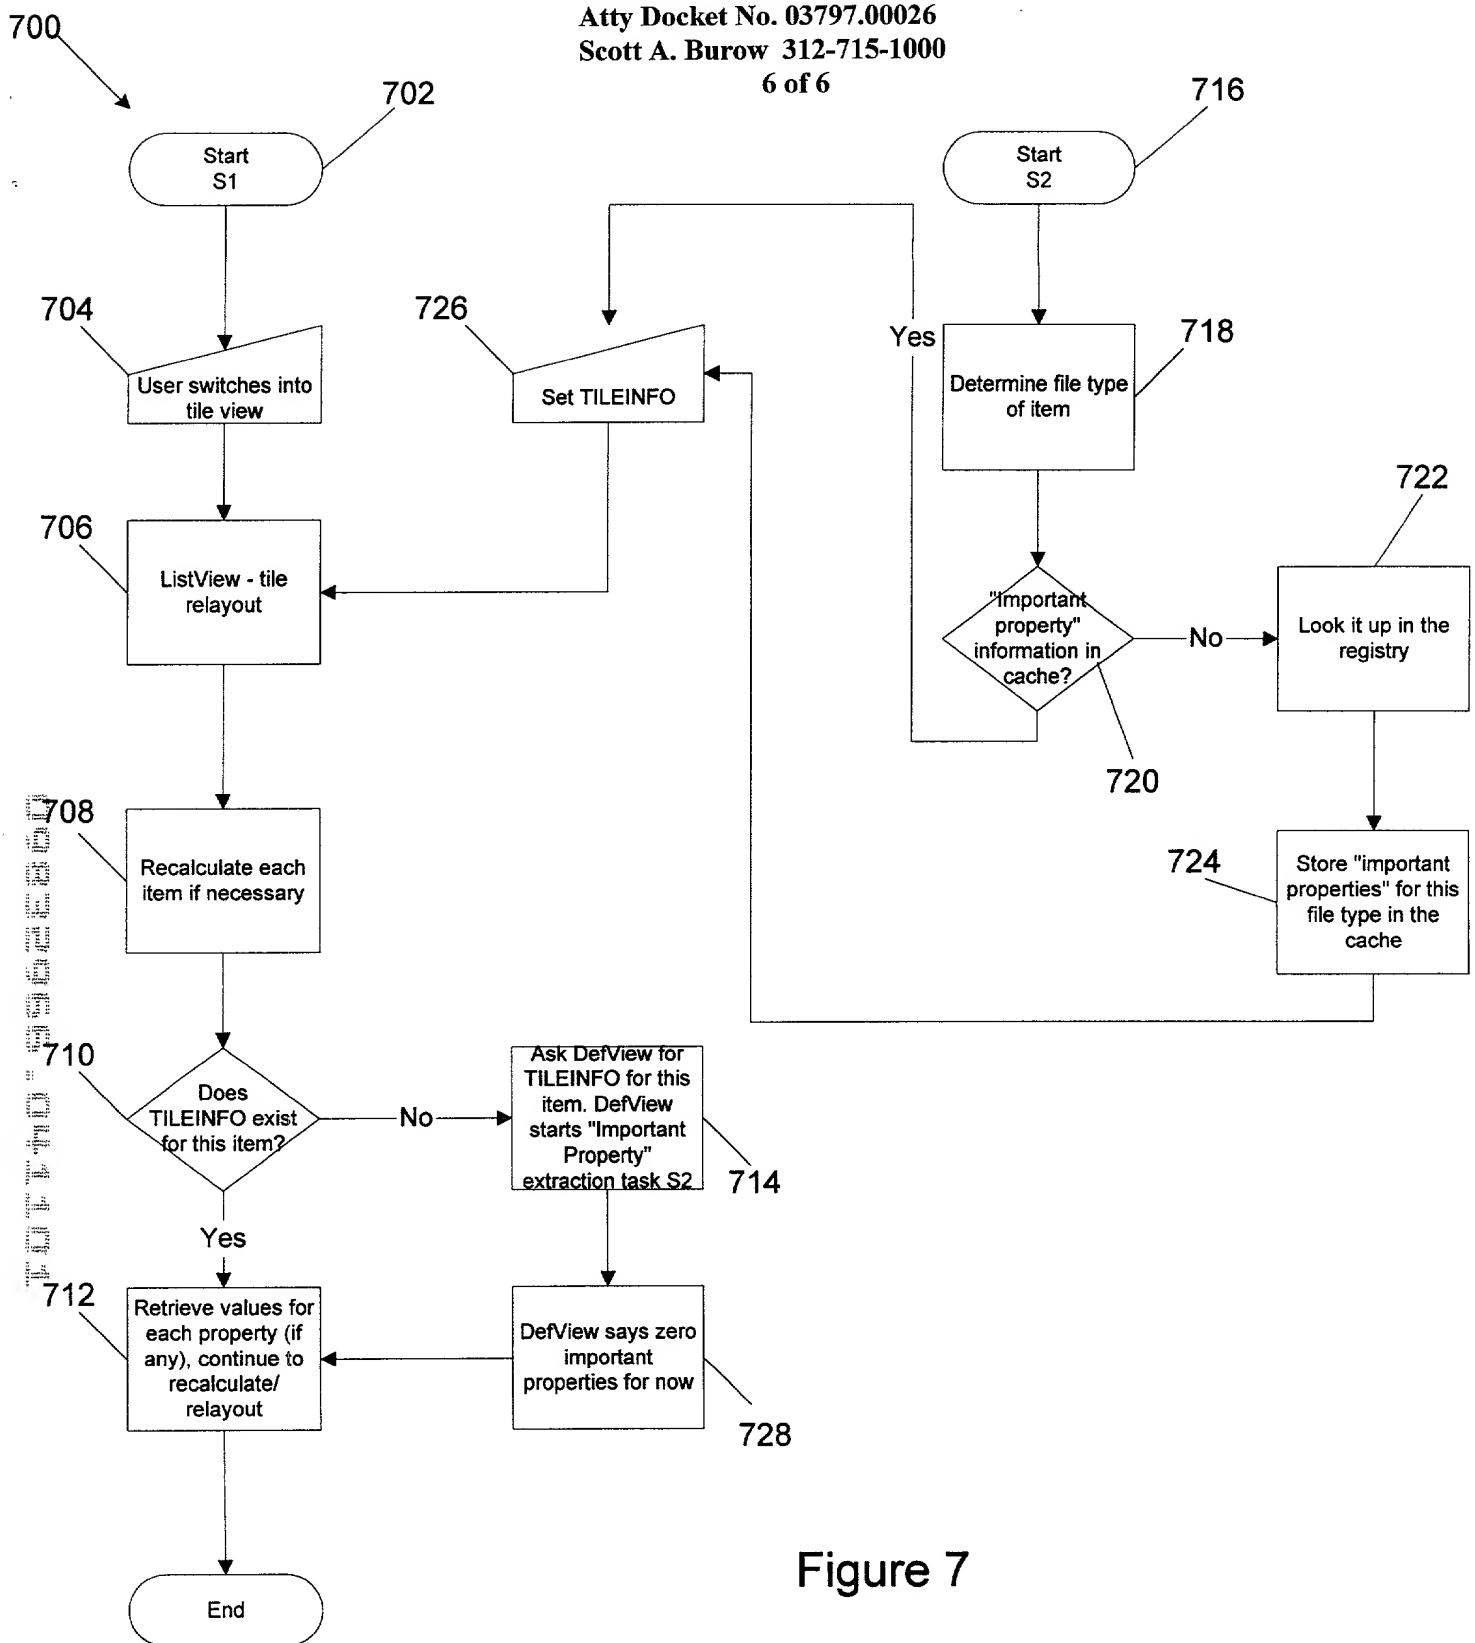 Atty Docket No. 03797.00026
Scott A. Burow 312-715-1000
6 of 6
700
702
Start
S1
716
Start
S2
704
User switches into
tile view
726
Set TILEINFO
Yes
718
Determine file type
of item
706
ListView - tile
relayout
"Important
property"
information in
cache?
720
No
722
Look it up in the
registry
708
Recalculate each
item if necessary
724
Store "important
properties" for this
file type in the
cache
710
Does
TILEINFO exist
for this item?
No
Ask DefView for
TILEINFO for this
item. DefView
starts "Important
Property"
extraction task S2
714
Yes
712
Retrieve values for
each property (if
any), continue to
recalculate/
relayout
DefView says zero
important
properties for now
728
End
Figure 7